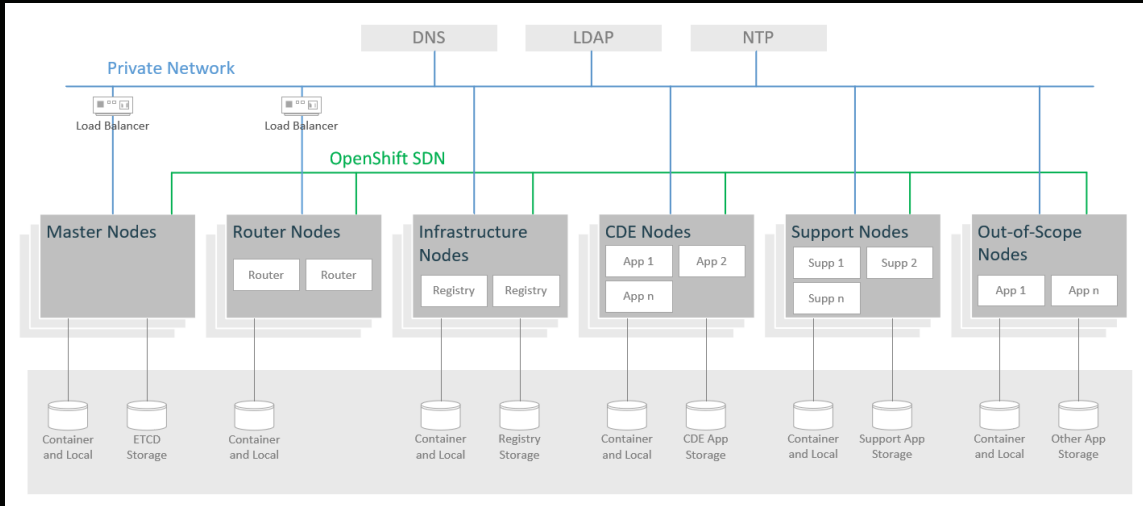 DNS
LDAP
NTP
Private Network
Load Balancer
Load Balancer
OpenShift SDN
Master Nodes
Router Nodes
Router
Router
Infrastructure
Nodes
Registry
Registry
CDE Nodes
App 1
App 2
App n
Support Nodes
Supp 1
Supp 2
Supp n
Out-of-Scope
Nodes
App 1
App n
Container
and Local
ETCD
Storage
Container
and Local
Container
and Local
Registry
Storage
Container
and Local
CDE App
Storage
Container
and Local
Support App
Storage
Container
and Local
Other App
Storage